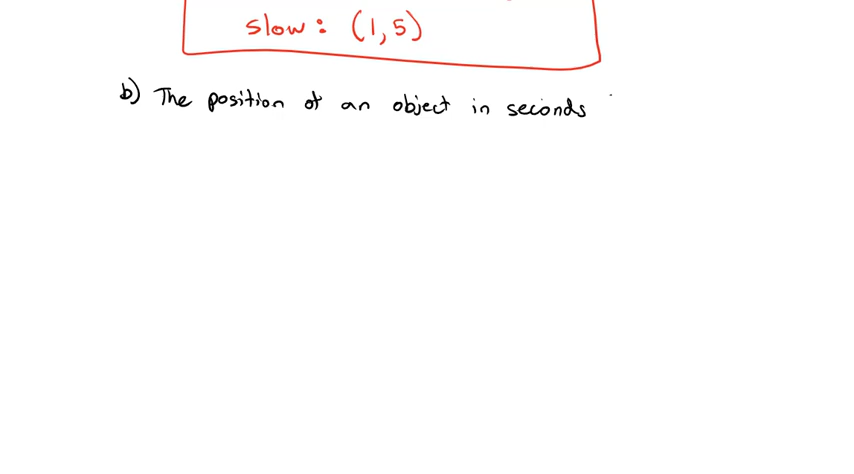 slow: (1,5)
b) The position of an object in seconds